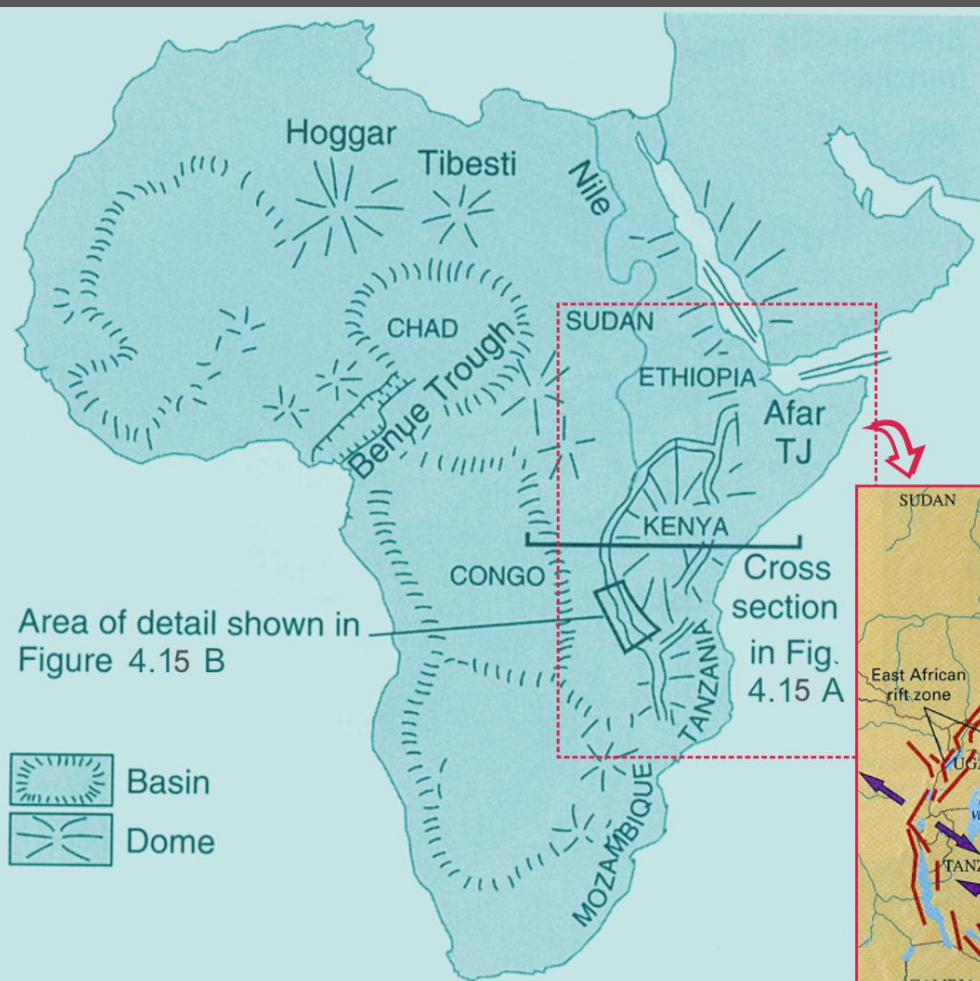 Hoggar
Tibesti
Nile
CHAD
SUDAN
Benue Trough
ETHIOPIA
Afar
TJ
KENYA
CONGO
Cross
section
in Fig.
4.15 A
Area of detail shown in
Figure 4.15 B
TANZANIA
MOZAMBIQUE
Basin
Dome
SUDAN
East African
rift zone